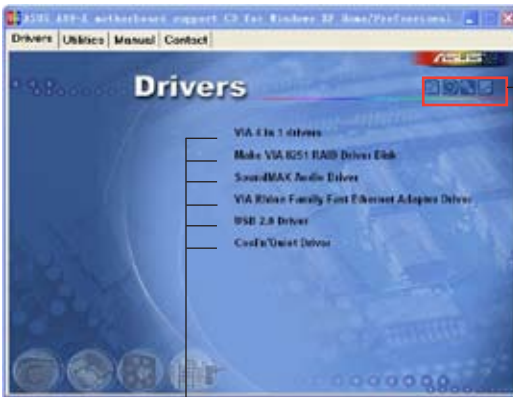 ASUS A8V-X motherboard support CD for Windows XP Home/Professional
Drivers Utilities Manual Contact
Drivers
VIA 4 in 1 drivers
Make VIA 8251 RAID Driver Disk
SoundMAX Audio Driver
VIA Rhine Family Fast Ethernet Adapter Driver
USB 2.0 Driver
Cool'n'Quiet Driver